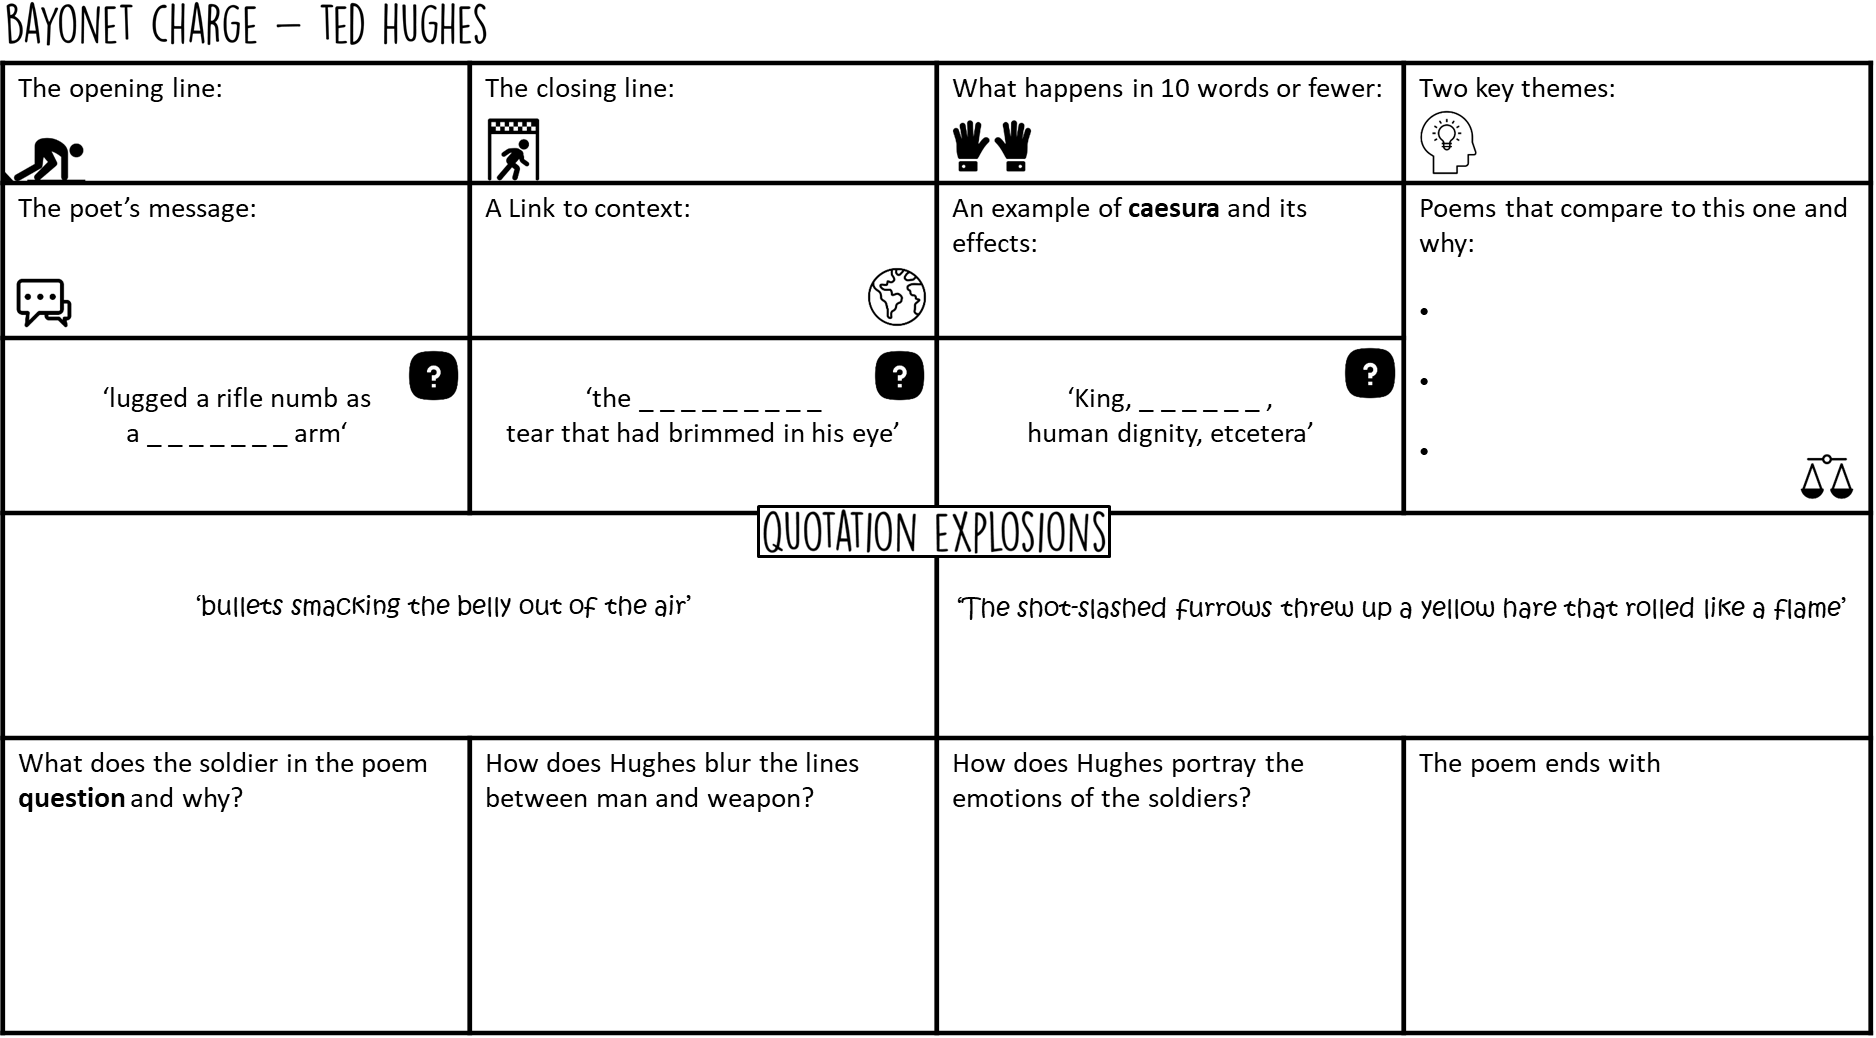 BAYONET CHARGE – TED HUGHES
The opening line:
The closing line:
What happens in 10 words or fewer:
Two key themes:
The poet’s message:
A Link to context:
An example of caesura and its
effects:
Poems that compare to this one and
why:
•
•
•
‘lugged a rifle numb as
a _ _ _ _ _ _ _ arm‘
?
‘the _ _ _ _ _ _ _ _ _
tear that had brimmed in his eye’
?
‘King, _ _ _ _ _ _ ,
human dignity, etcetera’
?
QUOTATION EXPLOSIONS
‘bullets smacking the belly out of the air’
‘The shot-slashed furrows threw up a yellow hare that rolled like a flame’
What does the soldier in the poem
question and why?
How does Hughes blur the lines
between man and weapon?
How does Hughes portray the
emotions of the soldiers?
The poem ends with